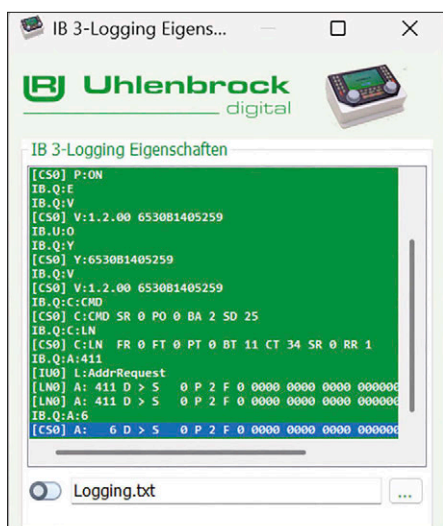 IB 3-Logging Eigens...
Uhlenbrock
digital
IB 3-Logging Eigenschaften
[CS0] P:ON
IB.Q:E
IB.Q:V
[CS0] V:1.2.00 6530B1405259
IB.U:O
IB.Q:Y
[CS0] Y:6530B1405259
IB.Q:V
[CS0] V:1.2.00 6530B1405259
IB.Q:C:CMD
[CS0] C:CMD SR 0 PO 0 BA 2 SD 25
IB.Q:C:LN
[CS0] C:LN FR 0 FT 0 PT 0 BT 11 CT 34 SR 0 RR 1
IB.Q:A:411
[IU0] L:AddrRequest
[LN0] A: 411 D > S 0 P 2 F 0 0000 0000 0000 000000
[LN0] A: 411 D > S 0 P 2 F 0 0000 0000 0000 000000
IB.Q:A:6
[CS0] A: 6 D > S 0 P 2 F 0 0000 0000 0000 000000
Logging.txt
...